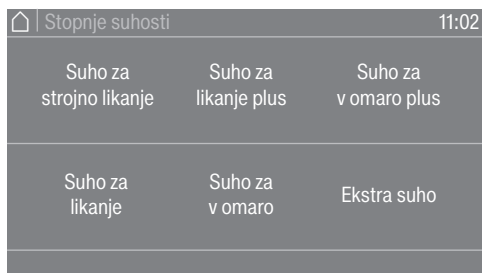 Stopnje suhosti 11:02
Suho za
strojno likanje
Suho za
likanje plus
Suho za
v omaro plus
Suho za
likanje
Suho za
v omaro
Ekstra suho